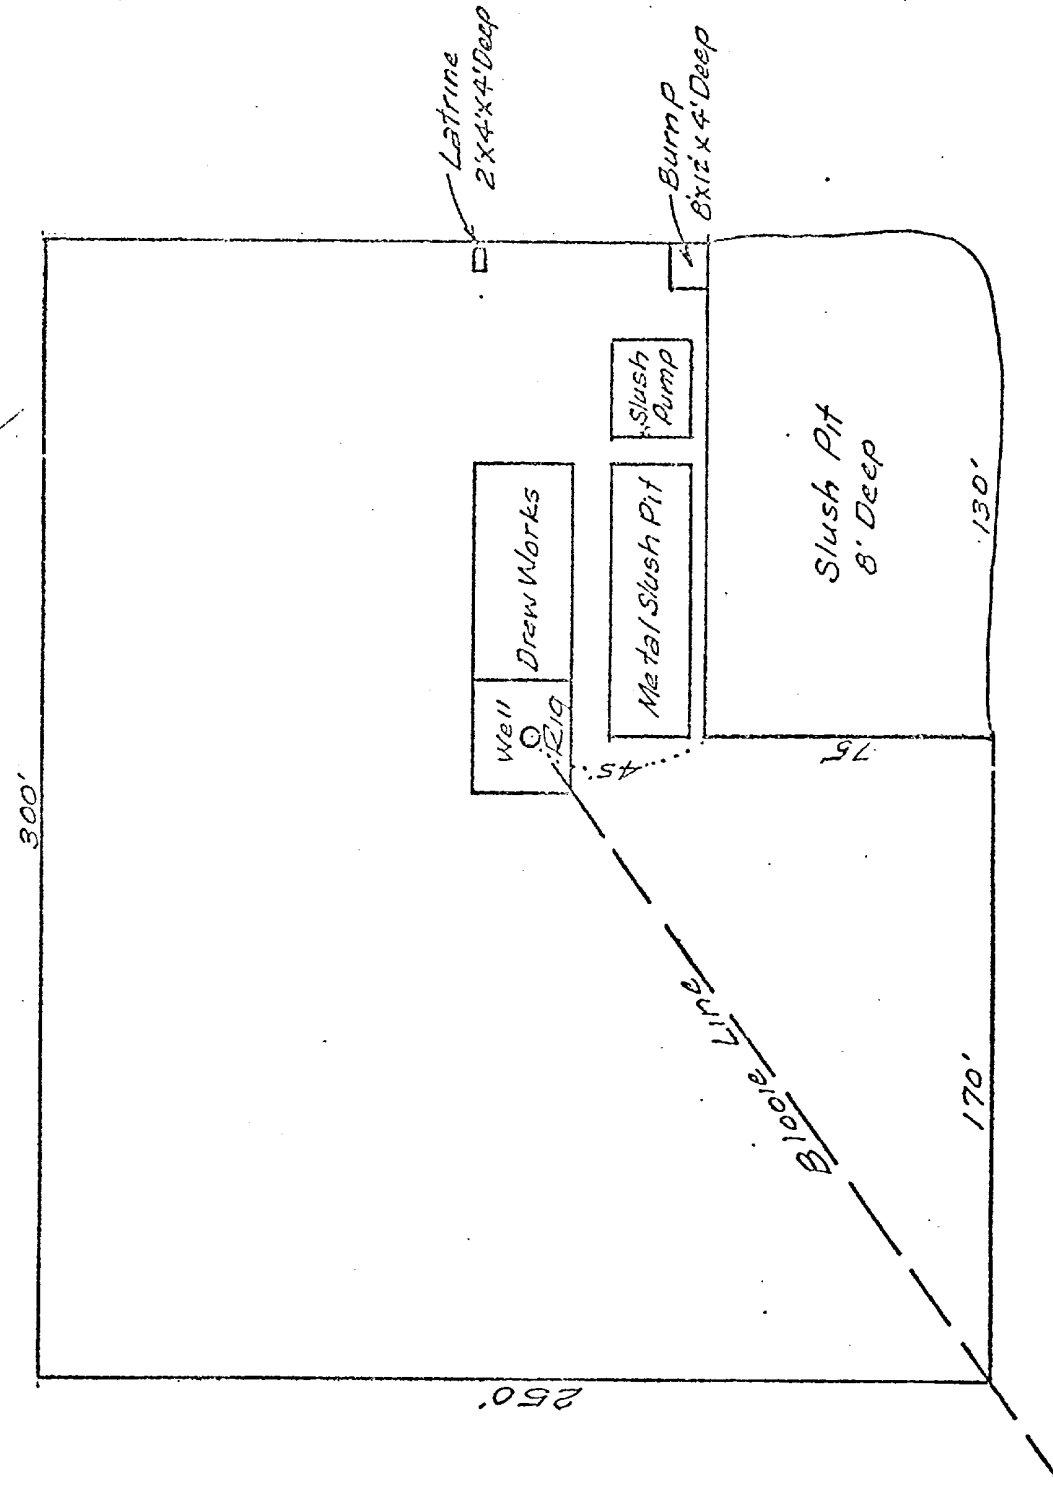 300'
250'
Latrine
2'X4'X4'Deep
Burn P
8'X12'X4'Deep
Slush
Pump
Draw Works
Well
Rig
Metal Slush Pit
45'
75'
Slush Pit
8' Deep
130'
170'
Blooie Line